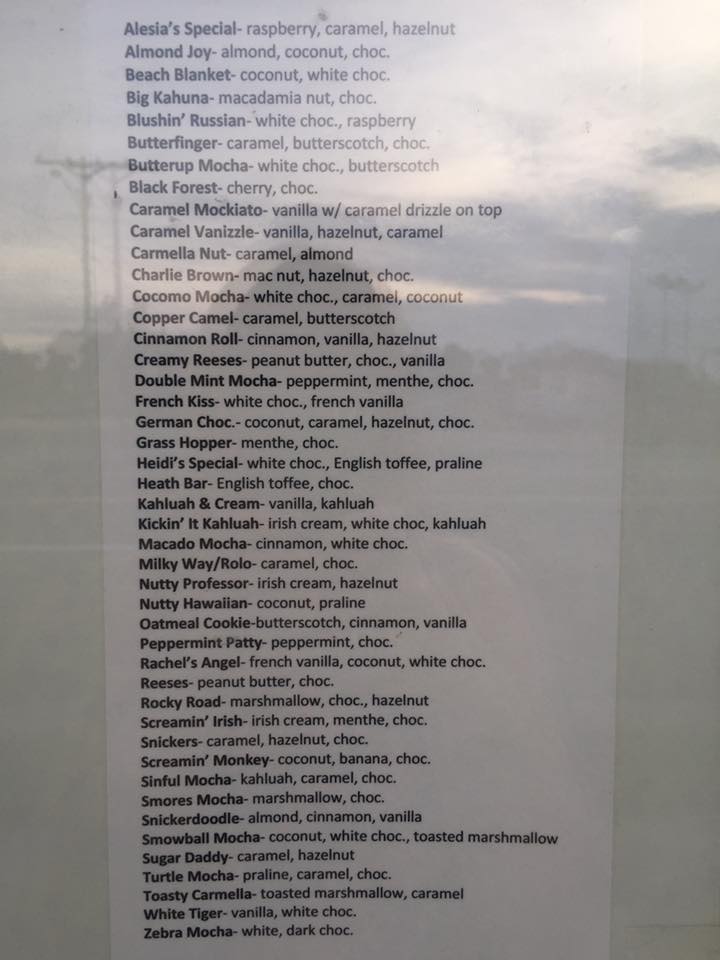 Alesia's Special- raspberry, caramel, hazelnut
Almond Joy- almond, coconut, choc.
Beach Blanket- coconut, white choc.
Big Kahuna- macadamia nut, choc.
Blushin' Russian- white choc., raspberry
Butterfinger- caramel, butterscotch, choc.
Butterup Mocha- white choc., butterscotch
Black Forest- cherry, choc.
Caramel Mockiato- vanilla w/ caramel drizzle on top
Caramel Vanizzle- vanilla, hazelnut, caramel
Carmella Nut- caramel, almond
Charlie Brown- mac nut, hazelnut, choc.
Cocomo Mocha- white choc., caramel, coconut
Copper Camel- caramel, butterscotch
Cinnamon Roll- cinnamon, vanilla, hazelnut
Creamy Reeses- peanut butter, choc., vanilla
Double Mint Mocha- peppermint, menthe, choc.
French Kiss- white choc., french vanilla
German Choc.- coconut, caramel, hazelnut, choc.
Grass Hopper- menthe, choc.
Heidi's Special- white choc., English toffee, praline
Heath Bar- English toffee, choc.
Kahluah & Cream- vanilla, kahluah
Kickin' It Kahluah- irish cream, white choc, kahluah
Macado Mocha- cinnamon, white choc.
Milky Way/Rolo- caramel, choc.
Nutty Professor- irish cream, hazelnut
Nutty Hawaiian- coconut, praline
Oatmeal Cookie-butterscotch, cinnamon, vanilla
Peppermint Patty- peppermint, choc.
Rachel's Angel- french vanilla, coconut, white choc.
Reeses- peanut butter, choc.
Rocky Road- marshmallow, choc., hazelnut
Screamin' Irish- irish cream, menthe, choc.
Snickers- caramel, hazelnut, choc.
Screamin' Monkey- coconut, banana, choc.
Sinful Mocha- kahluah, caramel, choc.
Smores Mocha- marshmallow, choc.
Snickerdoodle- almond, cinnamon, vanilla
Smowball Mocha- coconut, white choc., toasted marshmallow
Sugar Daddy- caramel, hazelnut
Turtle Mocha- praline, caramel, choc.
Toasty Carmella- toasted marshmallow, caramel
White Tiger- vanilla, white choc.
Zebra Mocha- white, dark choc.